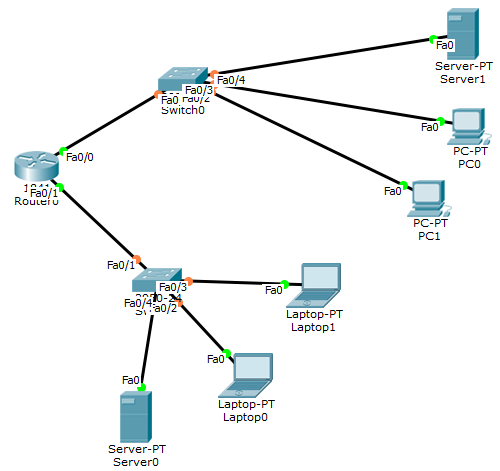 Fa0
Server-PT
Server1
Fa0/4
Fa0/3
Fa0/2
Fa0
Switch0
Fa0
PC-PT
PC0
Fa0/0
Fa0
PC-PT
PC1
Fa0/1
Router0
Fa0/1
Fa0/3
Fa0/4
Fa0/2
Fa0
Laptop-PT
Laptop1
Fa0
Laptop-PT
Laptop0
Fa0
Server-PT
Server0